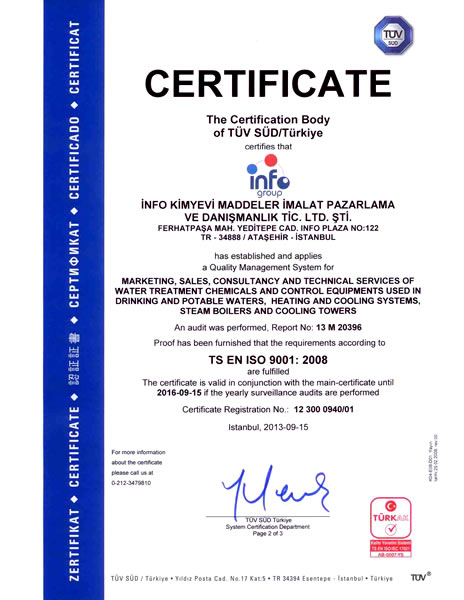 TÜV
SÜD
CERTIFICATE
The Certification Body
of TÜV SÜD/Türkiye
certifies that
info
group
İNFO KİMYEVİ MADDELER İMALAT PAZARLAMA
VE DANIŞMANLIK TİC. LTD. ŞTİ.
FERHATPAŞA MAH. YEDİTEPE CAD. INFO PLAZA NO:122
TR - 34888 / ATAŞEHİR - İSTANBUL
has established and applies
a Quality Management System for
MARKETING, SALES, CONSULTANCY AND TECHNICAL SERVICES OF
WATER TREATMENT CHEMICALS AND CONTROL EQUIPMENTS USED IN
DRINKING AND POTABLE WATERS, HEATING AND COOLING SYSTEMS,
STEAM BOILERS AND COOLING TOWERS
An audit was performed, Report No: 13 M 20396
Proof has been furnished that the requirements according to
TS EN ISO 9001: 2008
are fulfilled
The certificate is valid in conjunction with the main-certificate until
2016-09-15 if the yearly surveillance audits are performed
Certificate Registration No.: 12 300 0940/01
Istanbul, 2013-09-15
For more information
about the certificate
please call us at
0-212-3479810
TÜV SÜD Türkiye
System Certification Department
Page 2 of 3
TÜRKAK
TS EN ISO IEC 17021
AB-0007-YS
TÜV SÜD / Türkiye • Yıldız Posta Cad. No.17 Kat:5 • TR 34394 Esentepe - İstanbul • Türkiye
TÜV®
ZERTIFIKAT ◆ CERTIFICATE ◆ 認証証書 ◆ СЕРТИФИКАТ ◆ CERTIFICADO ◆ CERTIFICAT